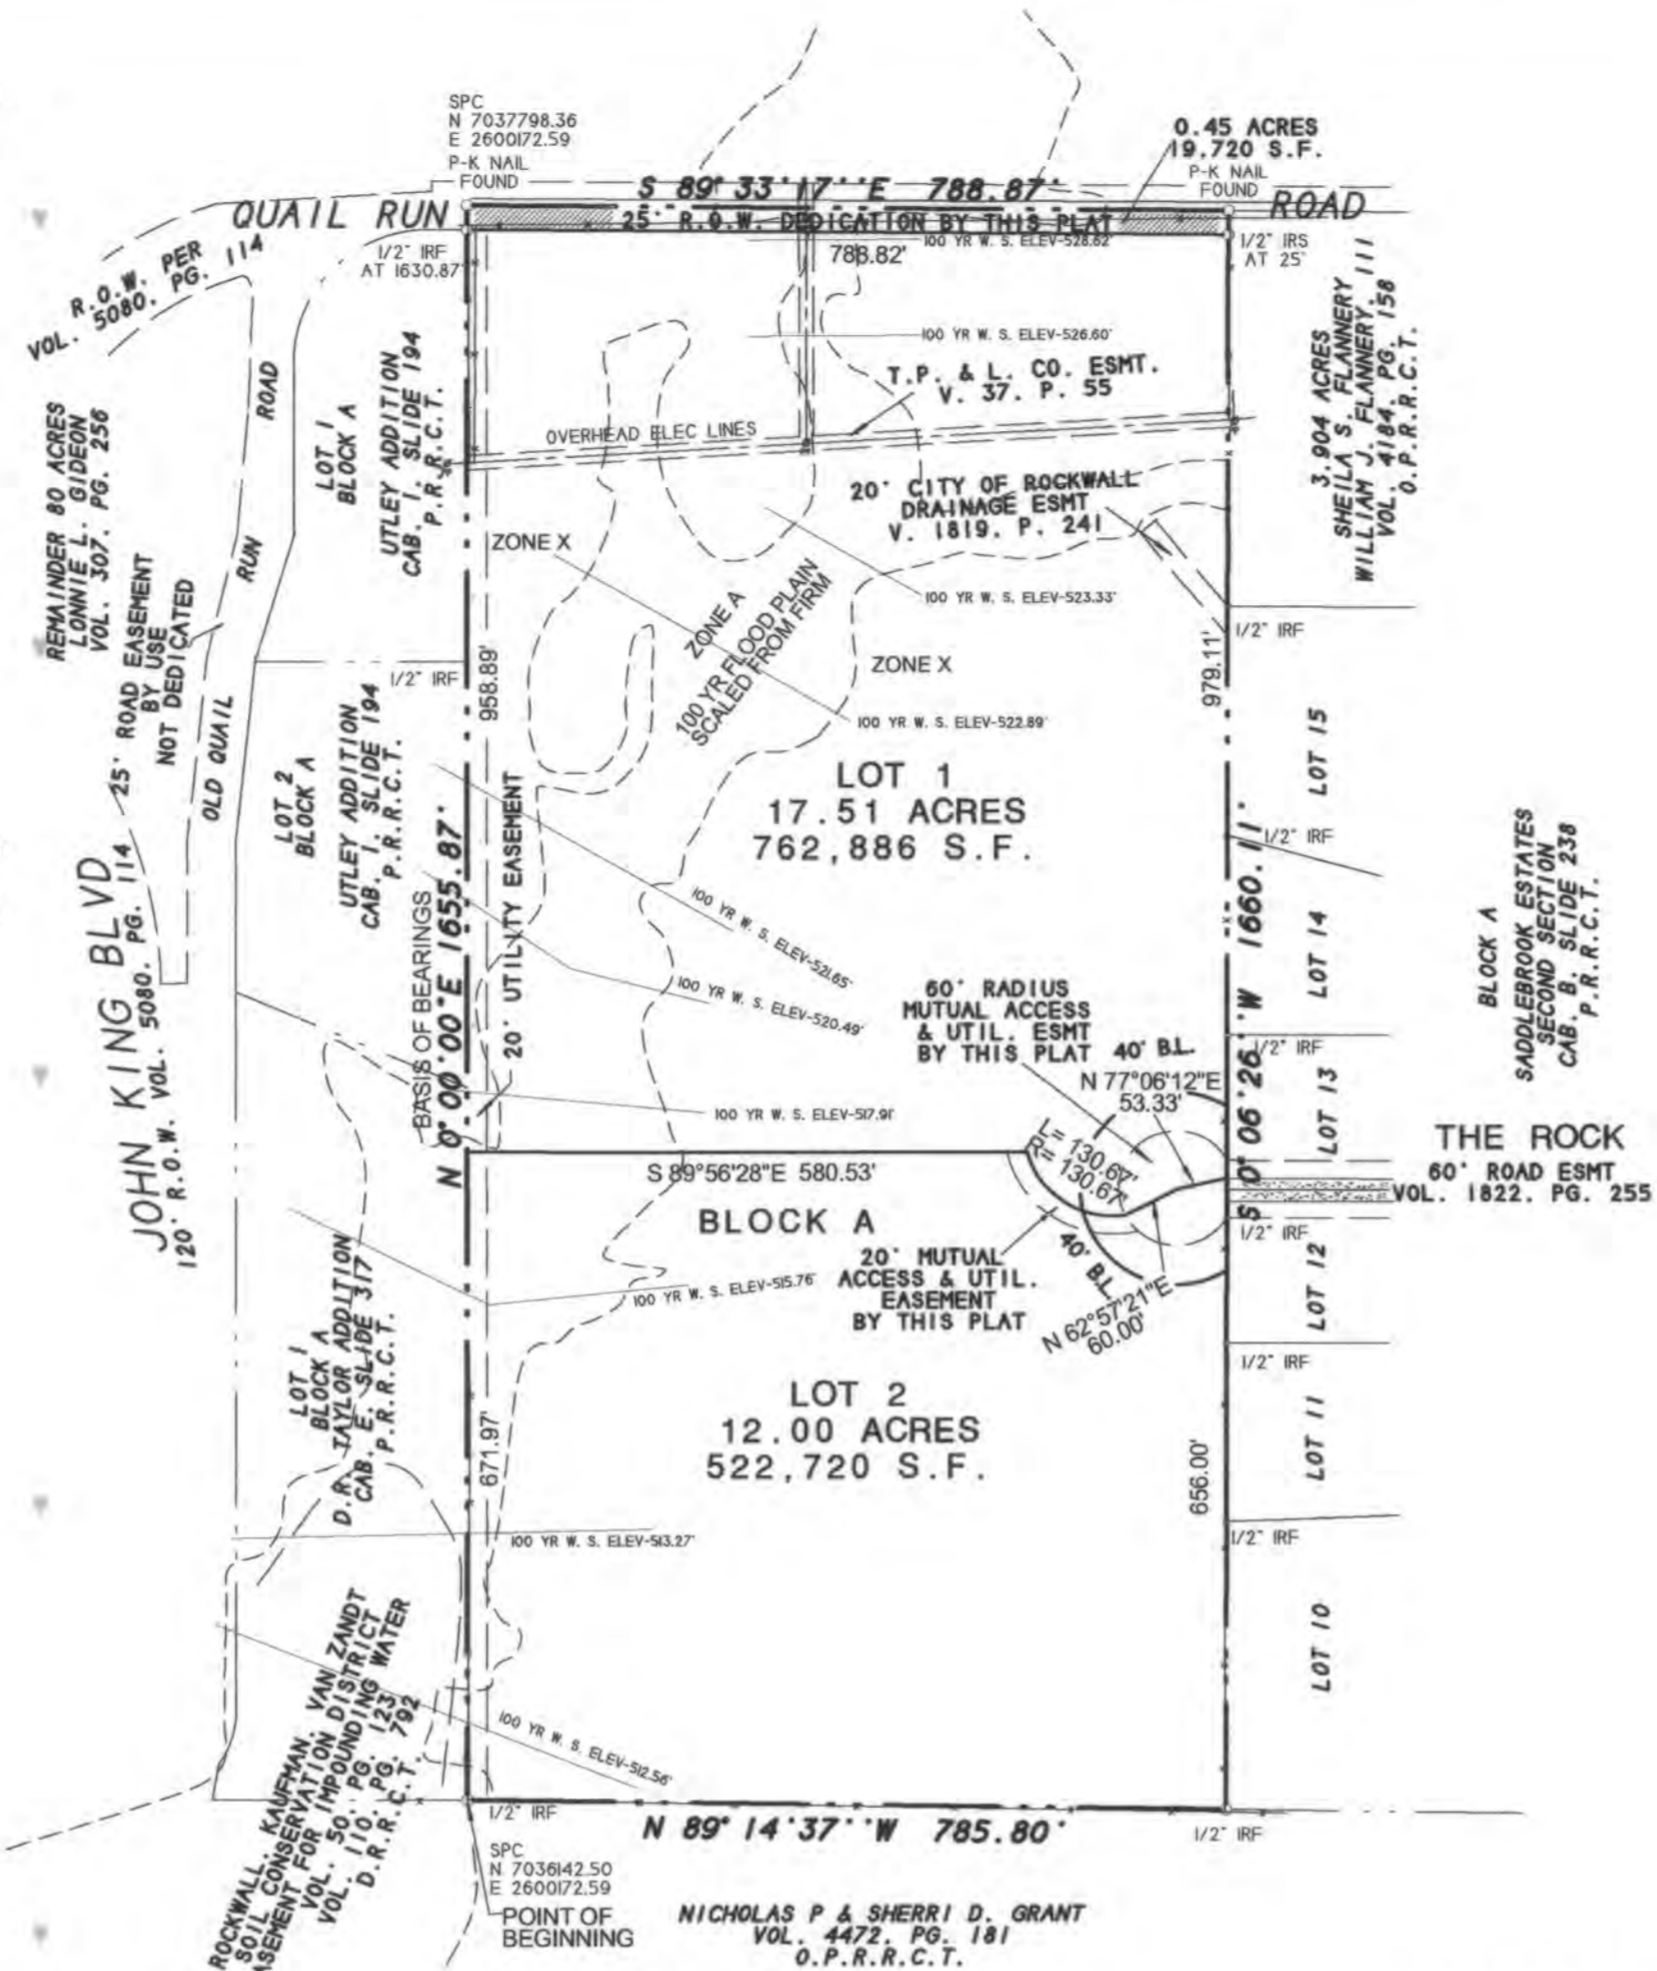 SPC
N 7037798.36
E 2600172.59
P-K NAIL
FOUND
0.45 ACRES
19,720 S.F.
P-K NAIL
FOUND
S 89° 33'17''E 788.87'
QUAIL RUN
ROAD
25' R.O.W. DEDICATION BY THIS PLAT
1/2" IRF
AT 1630.87'
788.82'
100 YR W. S. ELEV-528.62'
1/2" IRS
AT 25'
R.O.W. PER
VOL. 5080, PG. 114
100 YR W. S. ELEV-526.60'
T.P. & L. CO. ESMT.
V. 37. P. 55
OVERHEAD ELEC LINES
3.904 ACRES
SHEILA S. FLANNERY
WILLIAM J. FLANNERY, III
VOL. 4184, PG. 158
O.P.R.R.C.T.
REMAINDER 80 ACRES
LONNIE L. GIDEON
VOL. 307. PG. 256
LOT 1
BLOCK A
UTLEY ADDITION
CAB. I, SLIDE 194
P.R.R.C.T.
20' CITY OF ROCKWALL
DRAINAGE ESMT
V. 1819. P. 241
ZONE X
ZONE A
100 YR FLOOD PLAIN
SCALED FROM FIRM
100 YR W. S. ELEV-523.33'
ZONE X
1/2" IRF
25' ROAD EASEMENT
BY USE
NOT DEDICATED
OLD QUAIL
RUN
ROAD
1/2" IRF
958.89'
979.11'
100 YR W. S. ELEV-522.89'
LOT 2
BLOCK A
UTLEY ADDITION
CAB. I, SLIDE 194
P.R.R.C.T.
LOT 1
17.51 ACRES
762,886 S.F.
LOT 15
1/2" IRF
20' UTILITY EASEMENT
N 0°00'00"E 1655.87'
BASIS OF BEARINGS
JOHN KING BLVD
120' R.O.W. VOL. 5080. PG. 114
100 YR W. S. ELEV-521.65'
100 YR W. S. ELEV-520.49'
LOT 14
BLOCK A
SADDLEBROOK ESTATES
SECOND SECTION
CAB. B. SLIDE 238
P.R.R.C.T.
60' RADIUS
MUTUAL ACCESS
& UTIL. ESMT
BY THIS PLAT
40' B.L.
N 77°06'12"E
53.33'
S 0°06'26''W 1660.11'
1/2" IRF
LOT 13
100 YR W. S. ELEV-517.91'
L= 130.67'
R= 130.67'
THE ROCK
60' ROAD ESMT
VOL. 1822. PG. 255
S 89°56'28"E 580.53'
BLOCK A
1/2" IRF
20' MUTUAL
ACCESS & UTIL.
EASEMENT
BY THIS PLAT
40' B.L.
N 62°57'21"E
60.00'
LOT 12
100 YR W. S. ELEV-515.76'
LOT 1
BLOCK A
D.R. TAYLOR ADDITION
CAB. E, SLIDE 317
P.R.R.C.T.
1/2" IRF
LOT 2
12.00 ACRES
522,720 S.F.
671.97'
656.00'
LOT 11
1/2" IRF
100 YR W. S. ELEV-513.27'
LOT 10
ROCKWALL, KAUFMAN, VAN ZANDT
SOIL CONSERVATION DISTRICT
ASEMENT FOR IMPOUNDING WATER
VOL. 50, PG. 123
VOL. 110, PG. 792
D.R.R.C.T.
100 YR W. S. ELEV-512.56'
1/2" IRF
N 89° 14'37''W 785.80'
1/2" IRF
SPC
N 7036142.50
E 2600172.59
POINT OF
BEGINNING
NICHOLAS P & SHERRI D. GRANT
VOL. 4472, PG. 181
O.P.R.R.C.T.